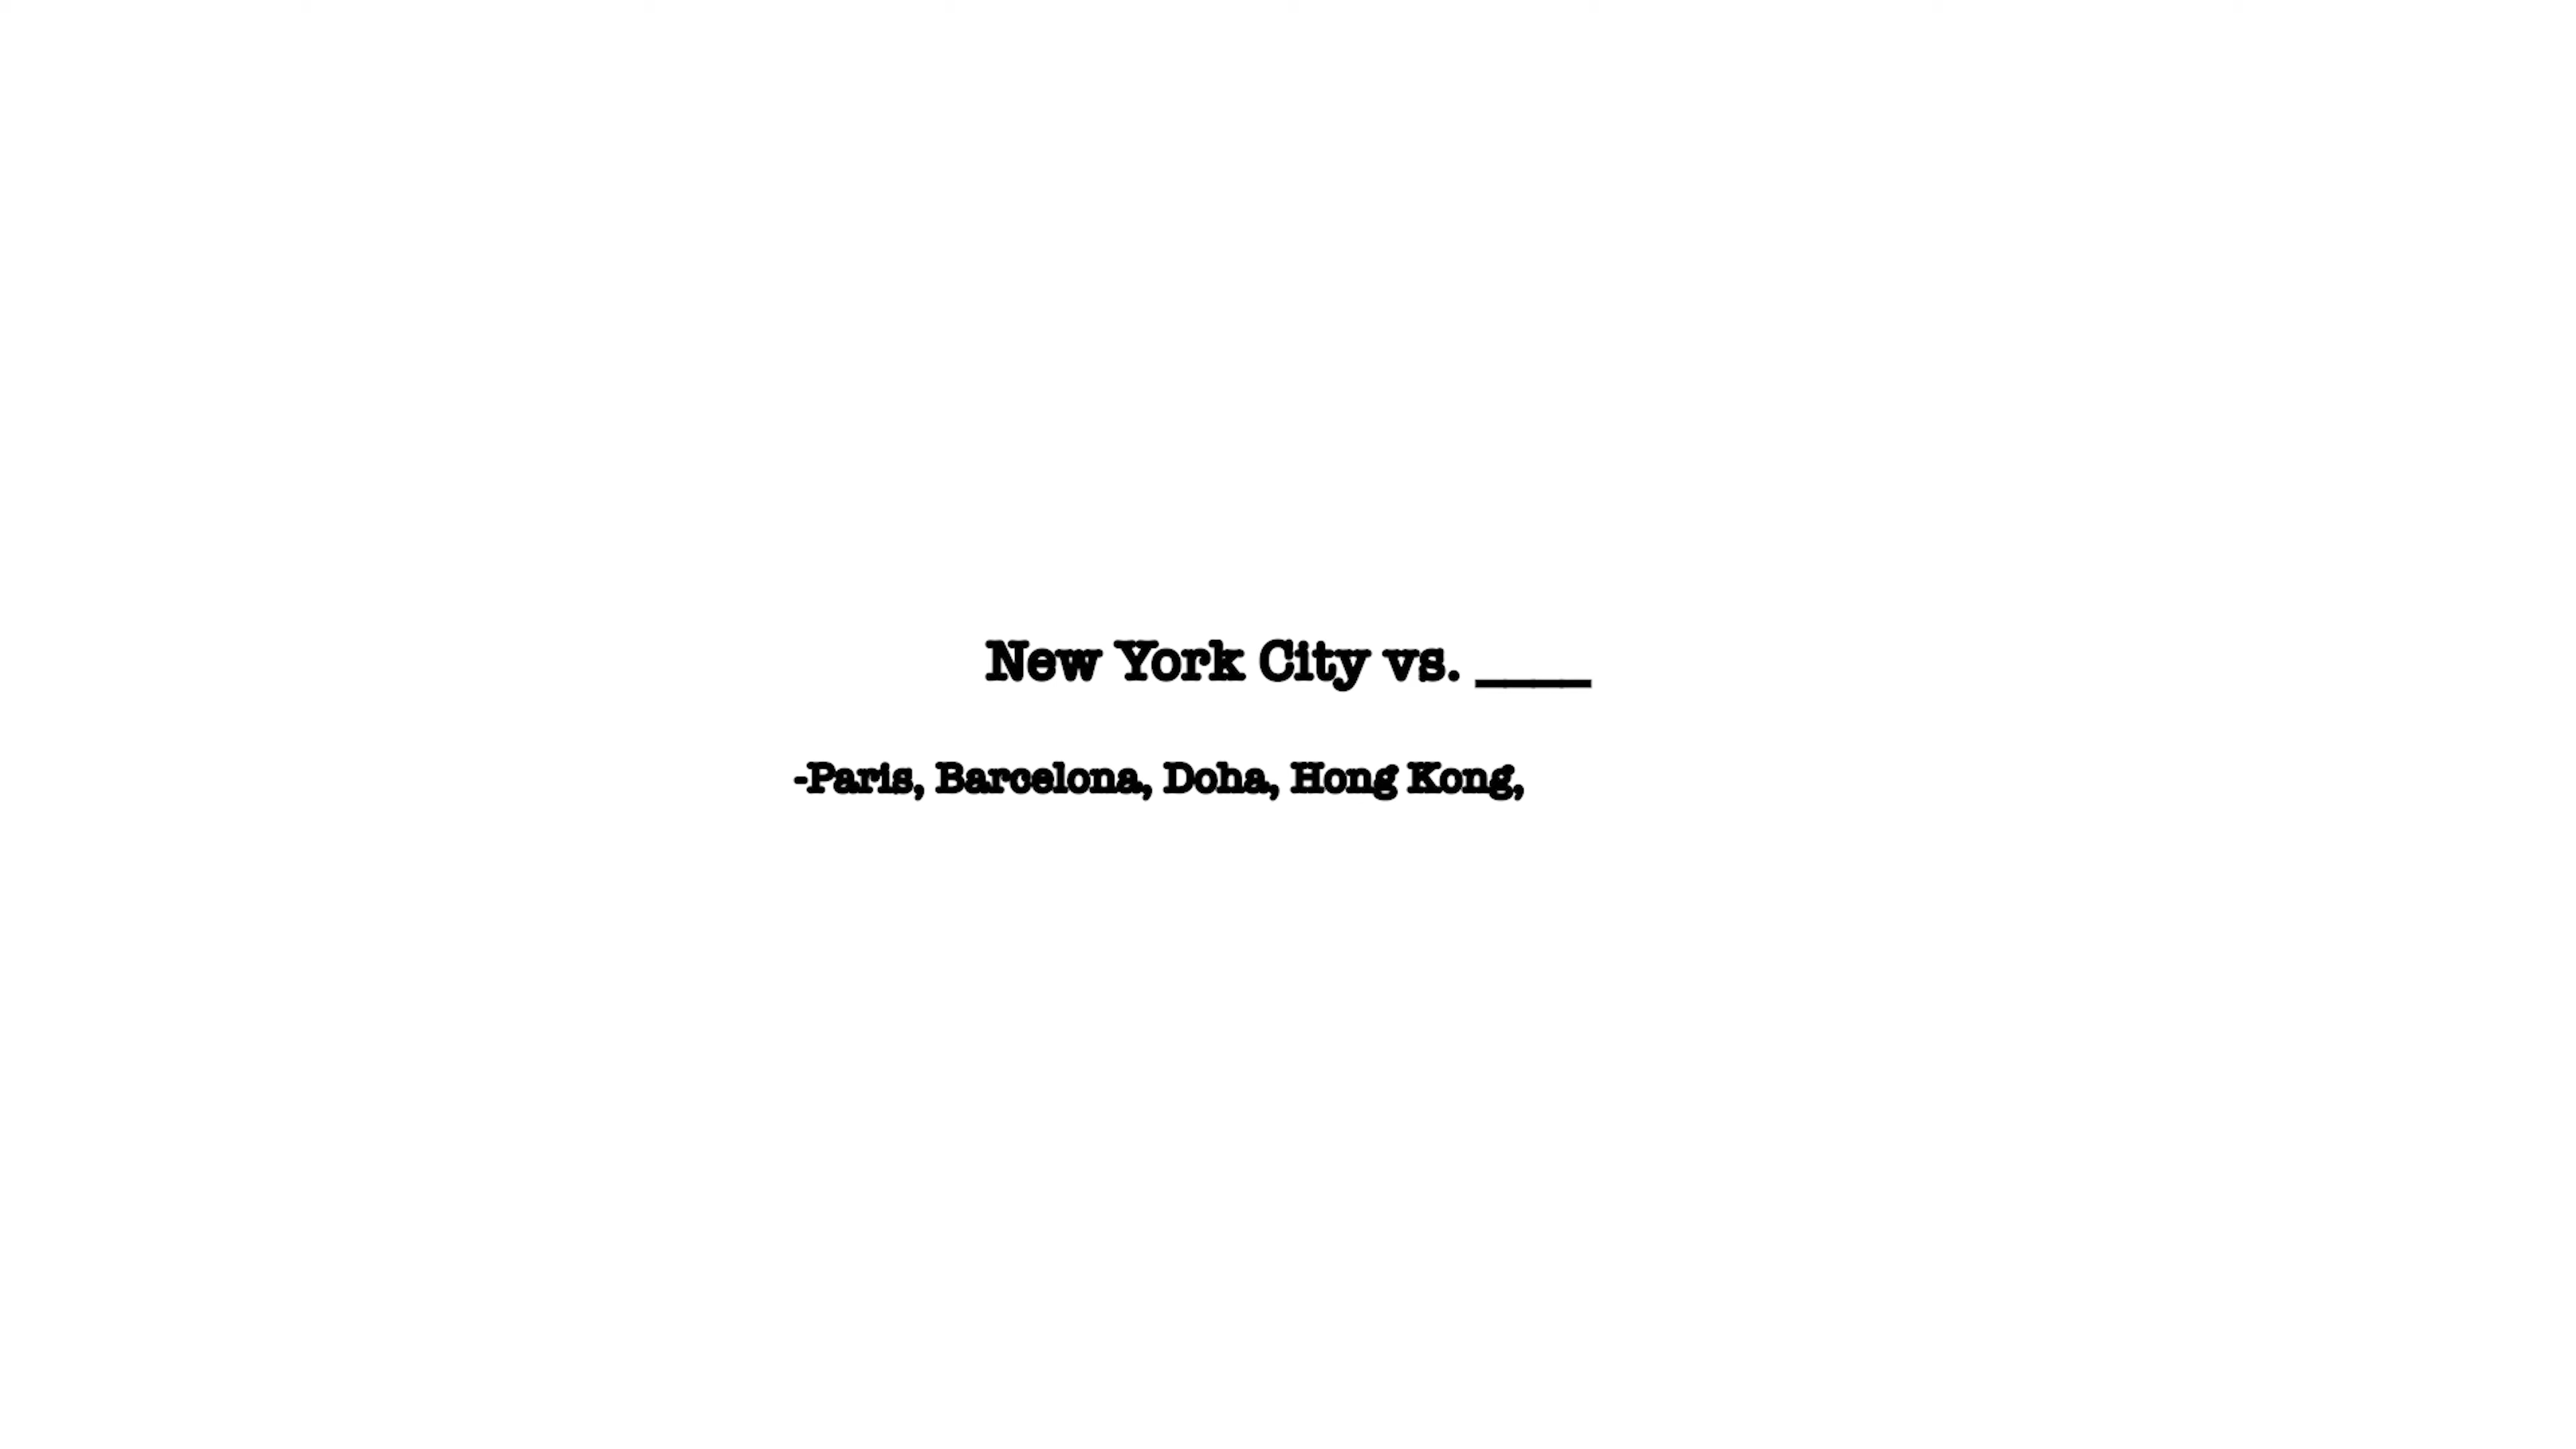 New York City vs. ____
-Paris, Barcelona, Doha, Hong Kong,